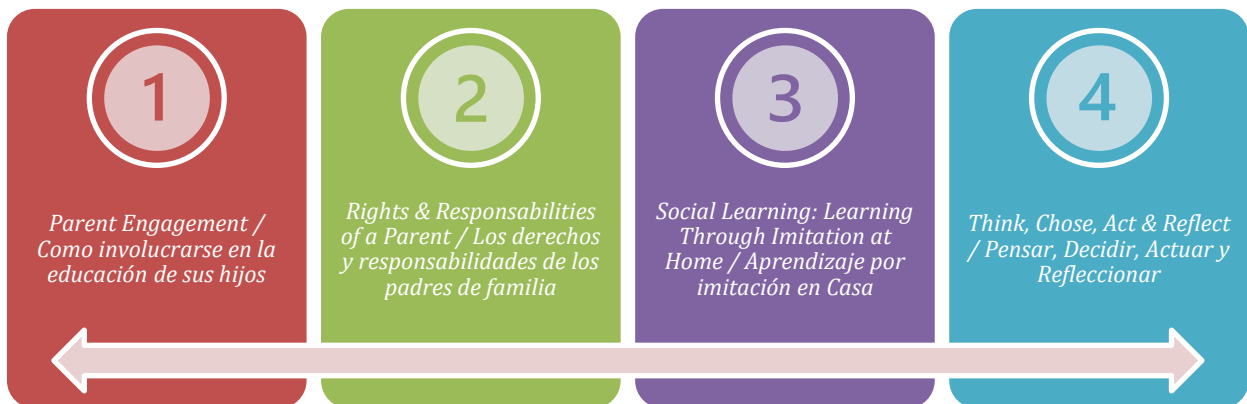 1
Parent Engagement /
Como involucrarse en la
educación de sus hijos
2
Rights & Responsabilities
of a Parent / Los derechos
y responsabilidades de los
padres de familia
3
Social Learning: Learning
Through Imitation at
Home / Aprendizaje por
imitación en Casa
4
Think, Chose, Act & Reflect
/ Pensar, Decidir, Actuar y
Refleccionar